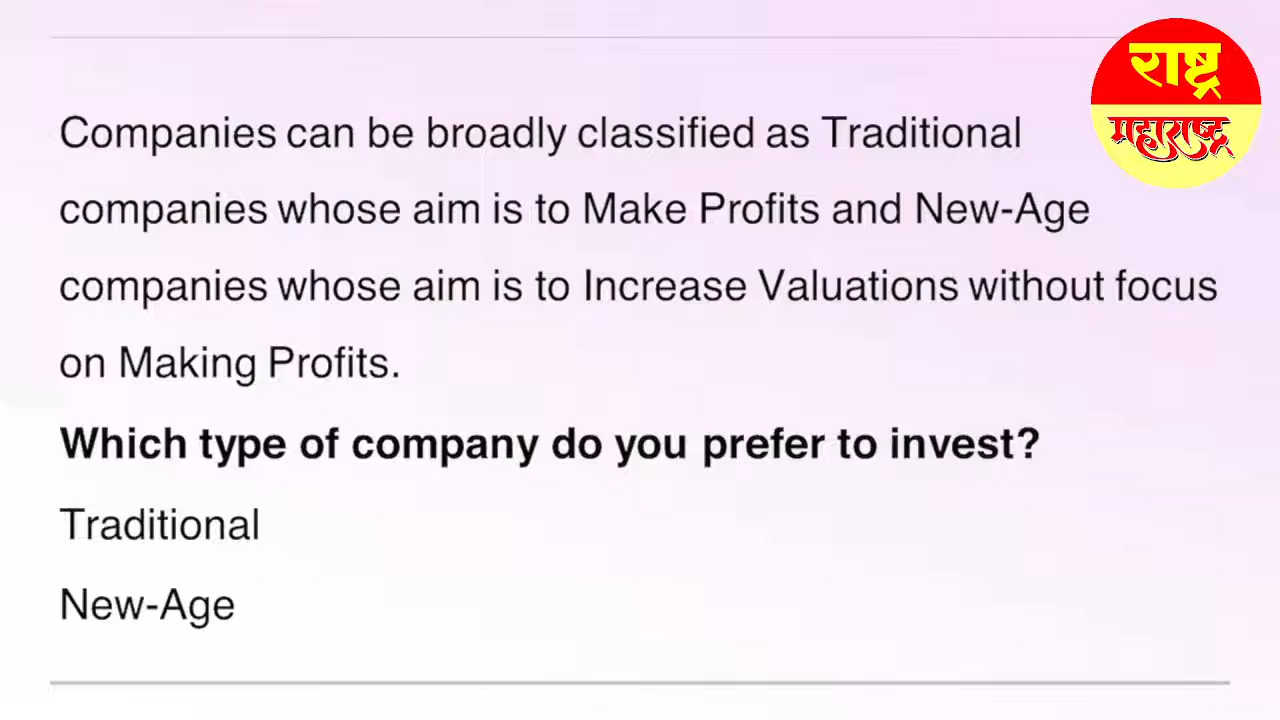 राष्ट्र
महाराष्ट्र
Companies can be broadly classified as Traditional
companies whose aim is to Make Profits and New-Age
companies whose aim is to Increase Valuations without focus
on Making Profits.
Which type of company do you prefer to invest?
Traditional
New-Age